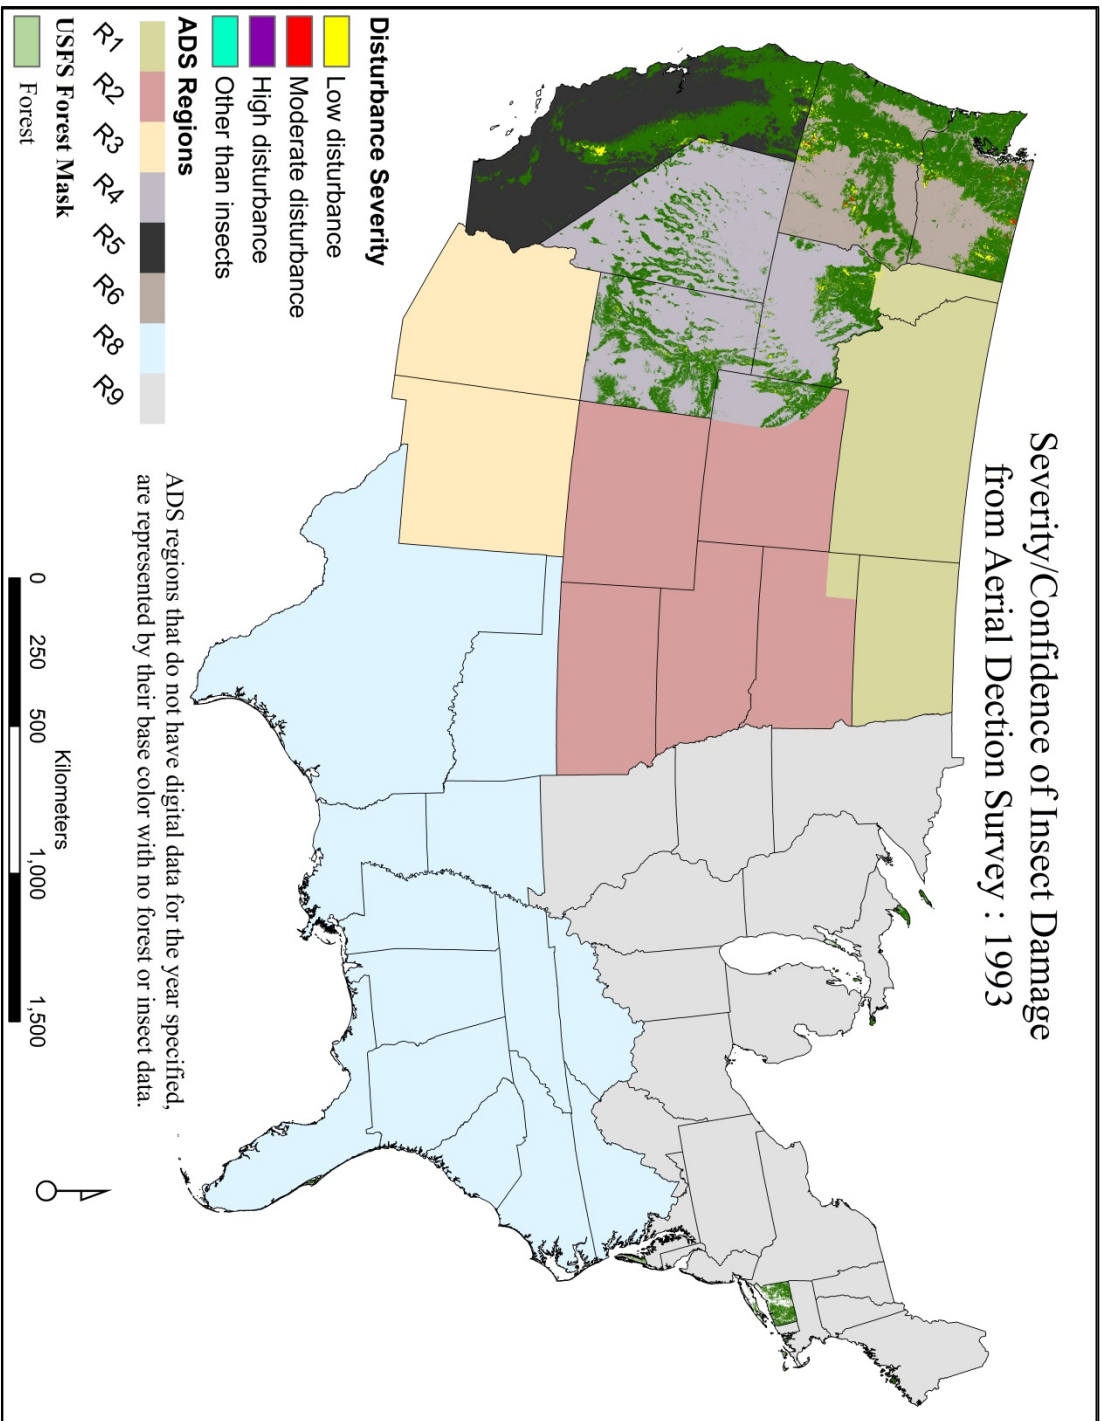 Severity/Confidence of Insect Damage
from Aerial Dection Survey : 1993
Disturbance Severity
Low disturbance
Moderate disturbance
High disturbance
Other than insects
ADS Regions
R1 R2 R3 R4 R5 R6 R8 R9
USFS Forest Mask
Forest
ADS regions that do not have digital data for the year specified,
are represented by their base color with no forest or insect data.
0 250 500 1,000 1,500
Kilometers